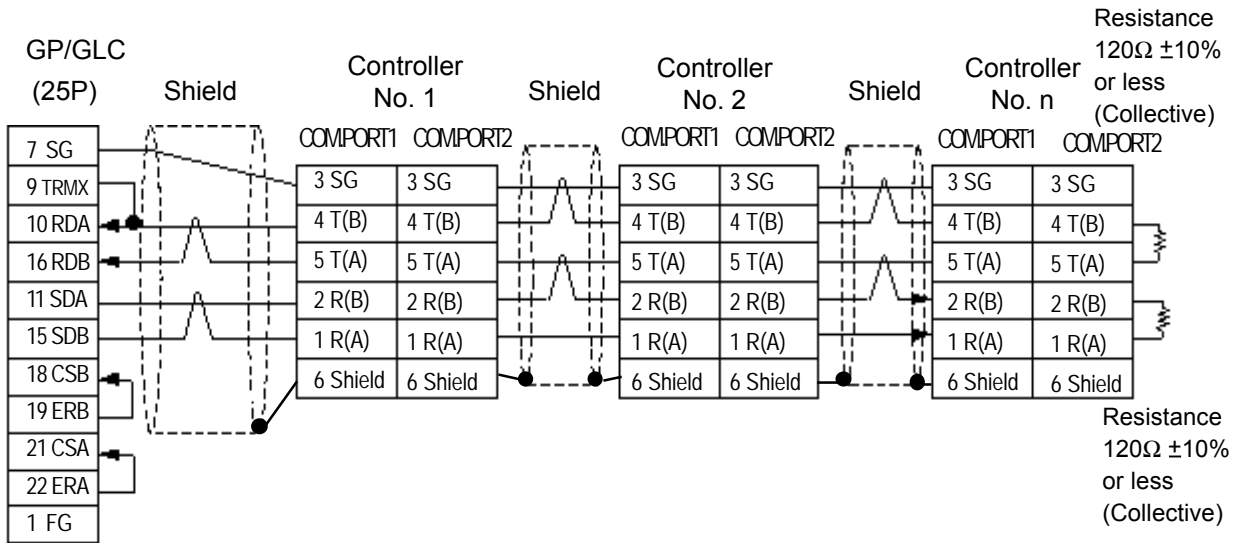 Resistance
120Ω ±10%
or less
(Collective)
GP/GLC
(25P)
Shield
Controller
No. 1
Shield
Controller
No. 2
Shield
Controller
No. n
COMPORT1 COMPORT2
COMPORT1 COMPORT2
COMPORT1 COMPORT2
7 SG
9 TRMX
10 RDA
16 RDB
11 SDA
15 SDB
18 CSB
19 ERB
21 CSA
22 ERA
1 FG
3 SG 3 SG
4 T(B) 4 T(B)
5 T(A) 5 T(A)
2 R(B) 2 R(B)
1 R(A) 1 R(A)
6 Shield 6 Shield
3 SG 3 SG
4 T(B) 4 T(B)
5 T(A) 5 T(A)
2 R(B) 2 R(B)
1 R(A) 1 R(A)
6 Shield 6 Shield
3 SG 3 SG
4 T(B) 4 T(B)
5 T(A) 5 T(A)
2 R(B) 2 R(B)
1 R(A) 1 R(A)
6 Shield 6 Shield
Resistance
120Ω ±10%
or less
(Collective)